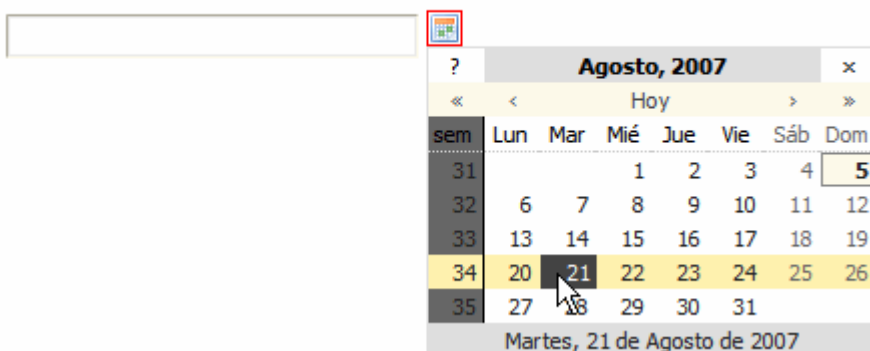 ? Agosto, 2007 ×
« ‹ Hoy › »
sem Lun Mar Mié Jue Vie Sáb Dom
31 1 2 3 4 5
32 6 7 8 9 10 11 12
33 13 14 15 16 17 18 19
34 20 21 22 23 24 25 26
35 27 28 29 30 31
Martes, 21 de Agosto de 2007